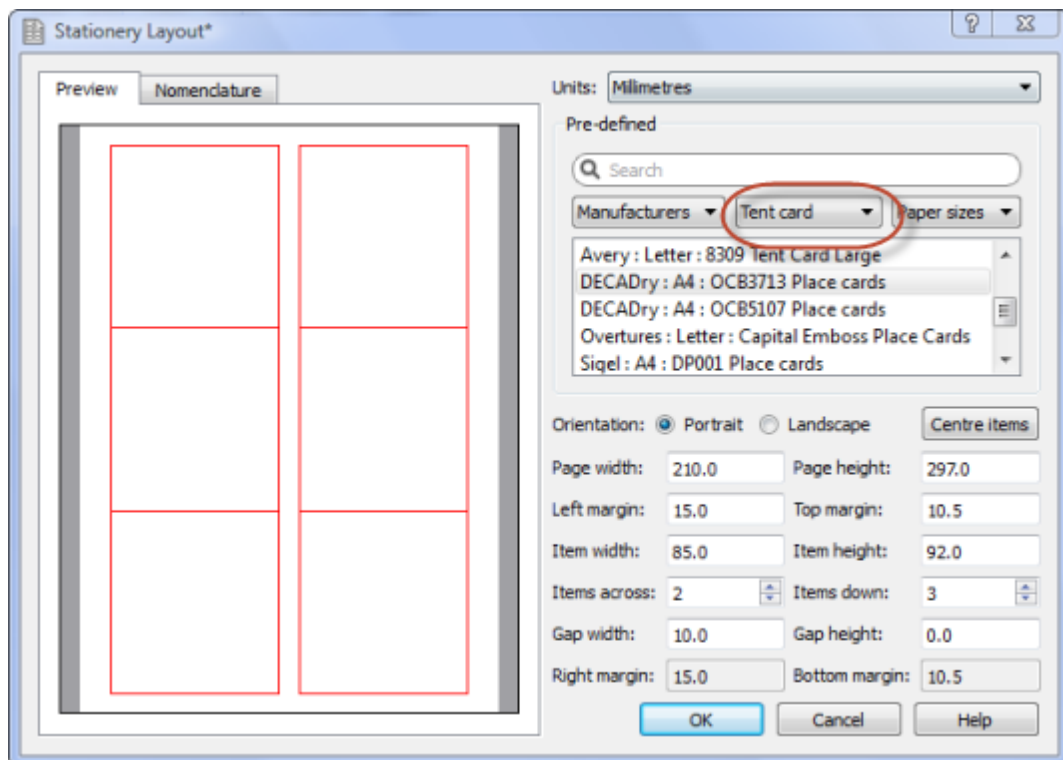 Stationery Layout*
Preview Nomenclature
Units: Millimetres
Pre-defined
Search
Manufacturers Tent card Paper sizes
Avery : Letter : 8309 Tent Card Large
DECADry : A4 : OCB3713 Place cards
DECADry : A4 : OCB5107 Place cards
Overtures : Letter : Capital Emboss Place Cards
Sigel : A4 : DP001 Place cards
Orientation: Portrait Landscape Centre items
Page width: 210.0 Page height: 297.0
Left margin: 15.0 Top margin: 10.5
Item width: 85.0 Item height: 92.0
Items across: 2 Items down: 3
Gap width: 10.0 Gap height: 0.0
Right margin: 15.0 Bottom margin: 10.5
OK Cancel Help